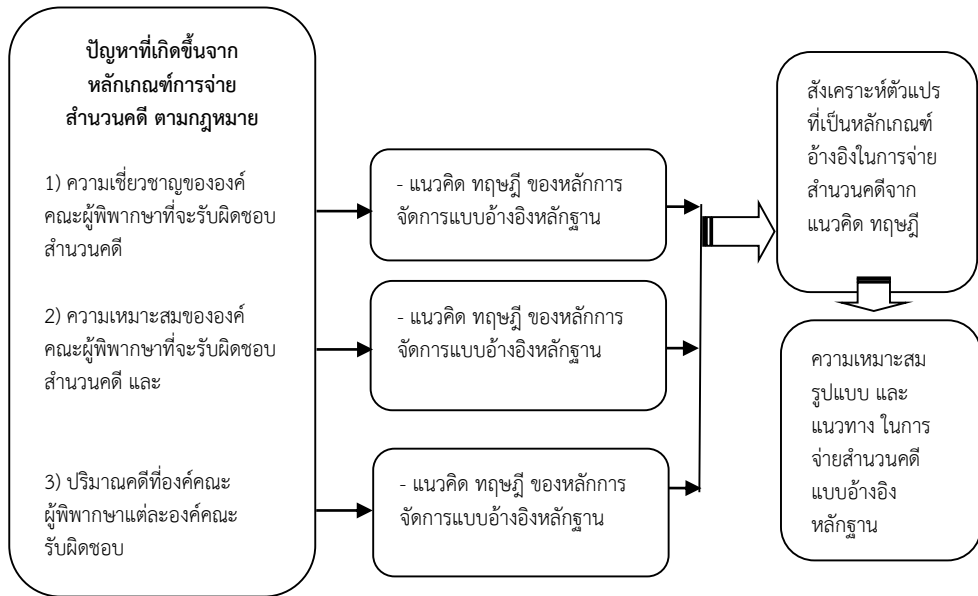 ปัญหาที่เกิดขึ้นจาก
หลักเกณฑ์การจ่าย
สำนวนคดี ตามกฎหมาย
1) ความเชี่ยวชาญขององค์
คณะผู้พิพากษาที่จะรับผิดชอบ
สำนวนคดี
2) ความเหมาะสมขององค์
คณะผู้พิพากษาที่จะรับผิดชอบ
สำนวนคดี และ
3) ปริมาณคดีที่องค์คณะ
ผู้พิพากษาแต่ละองค์คณะ
รับผิดชอบ
- แนวคิด ทฤษฎี ของหลักการ
จัดการแบบอ้างอิงหลักฐาน
- แนวคิด ทฤษฎี ของหลักการ
จัดการแบบอ้างอิงหลักฐาน
- แนวคิด ทฤษฎี ของหลักการ
จัดการแบบอ้างอิงหลักฐาน
สังเคราะห์ตัวแปร
ที่เป็นหลักเกณฑ์
อ้างอิงในการจ่าย
สำนวนคดีจาก
แนวคิด ทฤษฎี
ความเหมาะสม
รูปแบบ และ
แนวทาง ในการ
จ่ายสำนวนคดี
แบบอ้างอิง
หลักฐาน